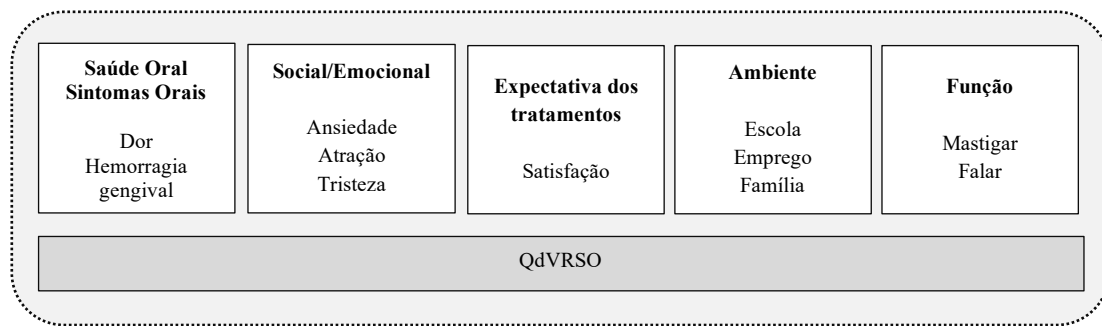 Saúde Oral
Sintomas Orais
Dor
Hemorragia
gengival
Social/Emocional
Ansiedade
Atração
Tristeza
Expectativa dos
tratamentos
Satisfação
Ambiente
Escola
Emprego
Família
Função
Mastigar
Falar
QdVRSO